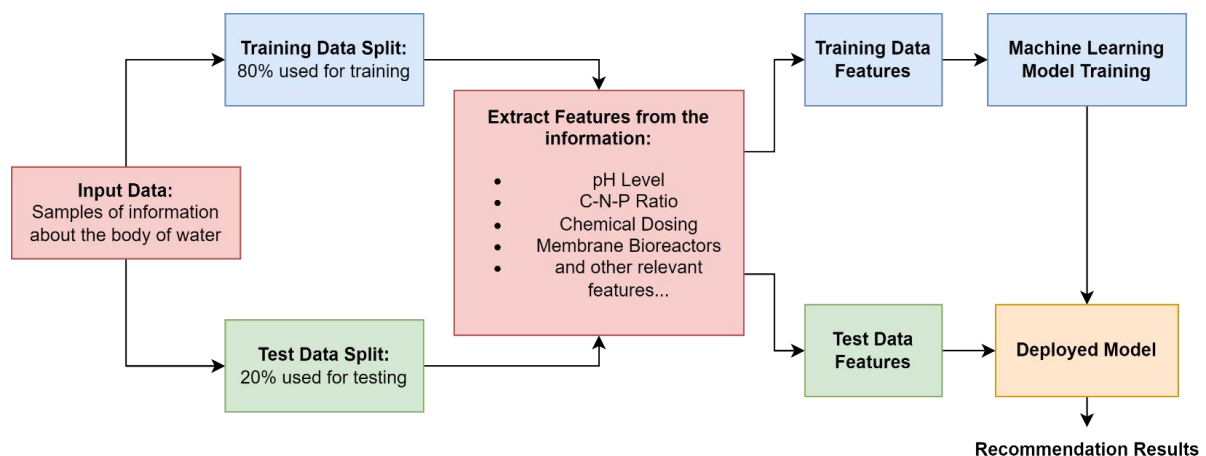 Input Data:
Samples of information
about the body of water
Training Data Split:
80% used for training
Test Data Split:
20% used for testing
Extract Features from the
information:
• pH Level
• C-N-P Ratio
• Chemical Dosing
• Membrane Bioreactors
• and other relevant
features...
Training Data
Features
Machine Learning
Model Training
Test Data
Features
Deployed Model
Recommendation Results